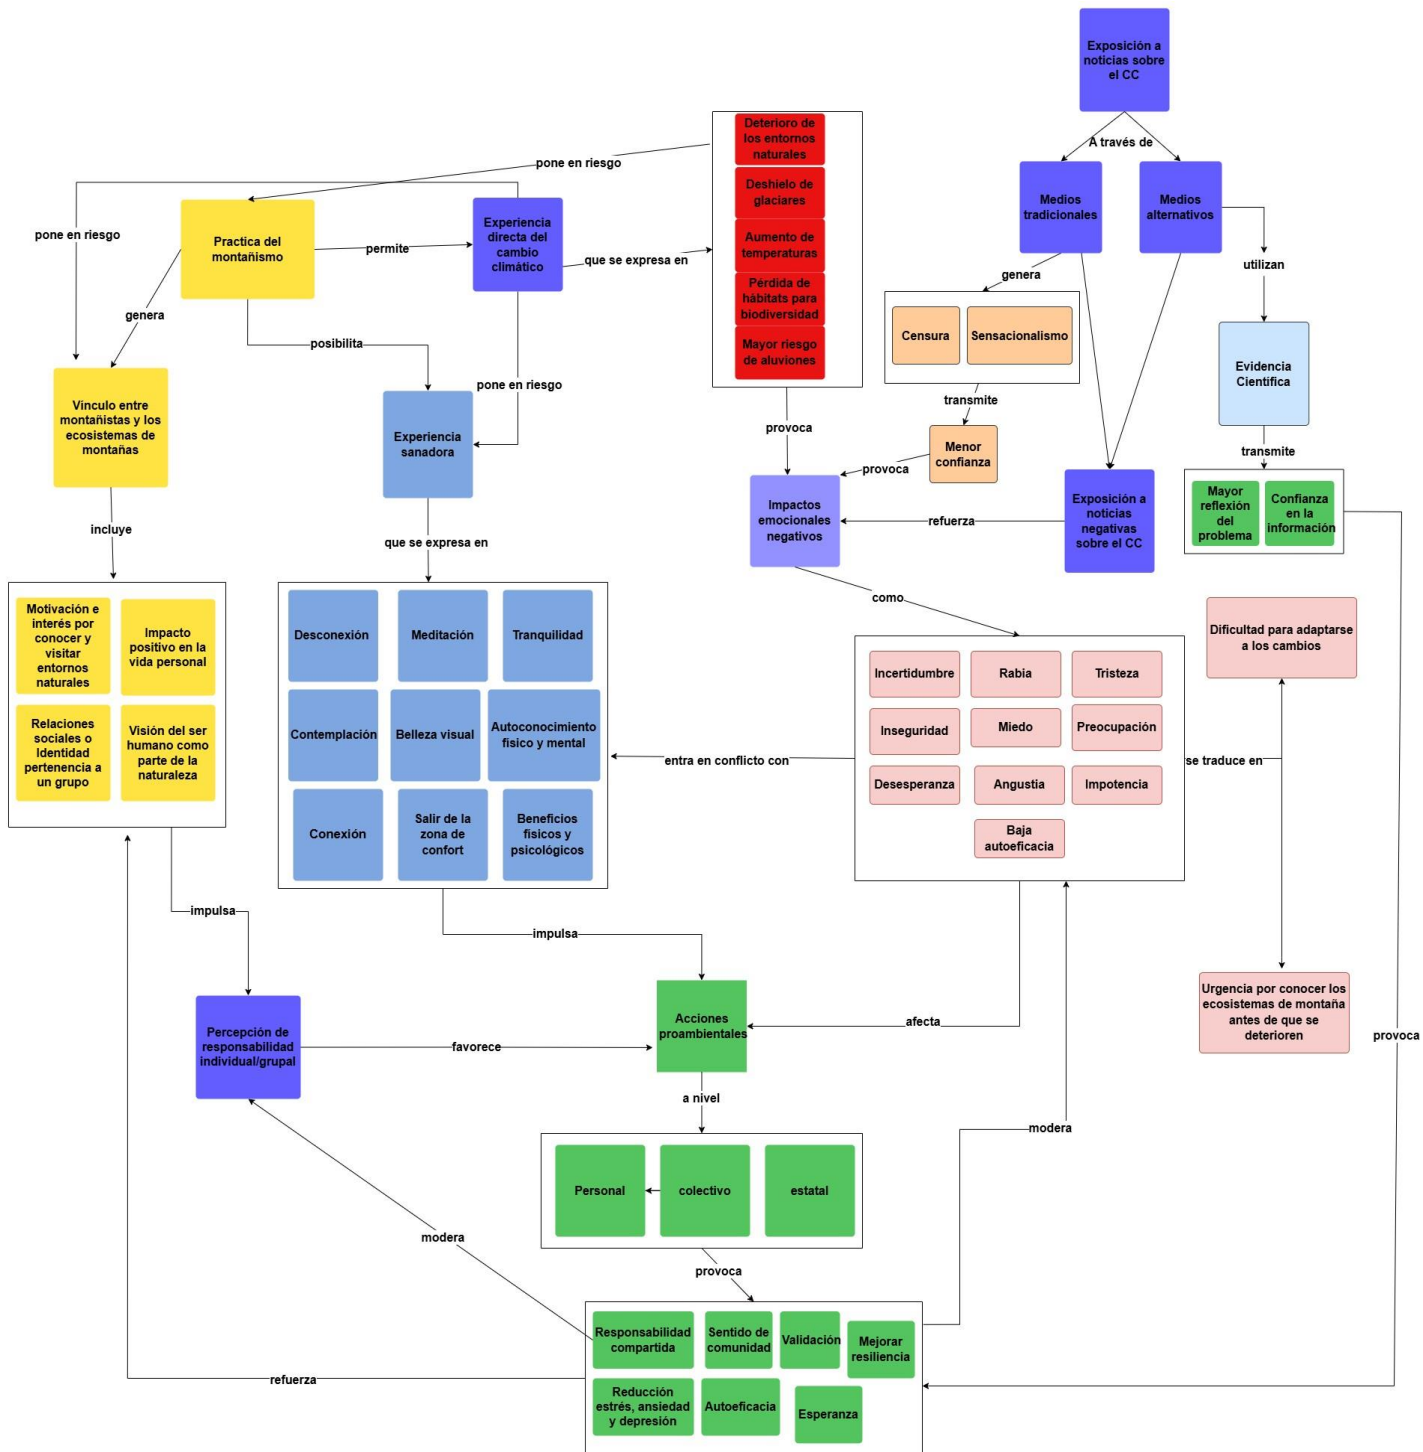 Exposición a
noticias sobre
el CC
A través de
Medios
tradicionales
Medios
alternativos
utilizan
genera
Evidencia
Científica
Censura
Sensacionalismo
transmite
Menor
confianza
provoca
transmite
Mayor
reflexión
del
problema
Confianza
en la
información
Exposición a
noticias
negativas
sobre el CC
refuerza
Deterioro de
los entornos
naturales
Deshielo de
glaciares
Aumento de
temperaturas
Pérdida de
hábitats para
biodiversidad
Mayor riesgo
de aluviones
pone en riesgo
pone en riesgo
Practica del
montañismo
permite
Experiencia
directa del
cambio
climático
que se expresa en
genera
posibilita
pone en riesgo
provoca
Vínculo entre
montañistas y los
ecosistemas de
montañas
Experiencia
sanadora
Impactos
emocionales
negativos
incluye
que se expresa en
como
Motivación e
interés por
conocer y
visitar
entornos
naturales
Impacto
positivo en la
vida personal
Relaciones
sociales o
Identidad
pertenencia a
un grupo
Visión del ser
humano como
parte de la
naturaleza
Desconexión
Meditación
Tranquilidad
Contemplación
Belleza visual
Autoconocimiento
físico y mental
Conexión
Salir de la
zona de
confort
Beneficios
físicos y
psicológicos
entra en conflicto con
Incertidumbre
Rabia
Tristeza
Inseguridad
Miedo
Preocupación
Desesperanza
Angustia
Impotencia
Baja
autoeficacia
se traduce en
Dificultad para adaptarse
a los cambios
Urgencia por conocer los
ecosistemas de montaña
antes de que se
deterioren
provoca
impulsa
impulsa
Percepción de
responsabilidad
individual/grupal
favorece
Acciones
proambientales
afecta
a nivel
Personal
colectivo
estatal
modera
modera
provoca
Responsabilidad
compartida
Sentido de
comunidad
Validación
Mejorar
resiliencia
Reducción
estrés, ansiedad
y depresión
Autoeficacia
Esperanza
refuerza